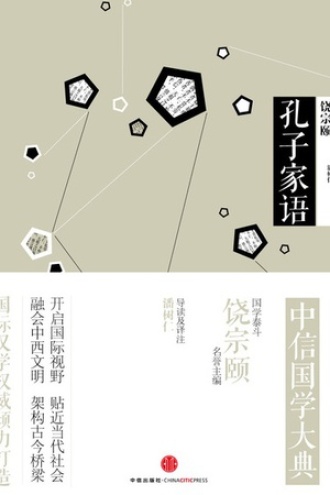 饶宗颐
孔子家语
中信国学大典
国学泰斗
饶宗颐
名誉主编
导读及译注
潘树仁
开启国际视野 贴近当代社会
融会中西文明 架构古今桥梁
国际汉学权威倾力打造
中信出版社·CHINACITICPRESS